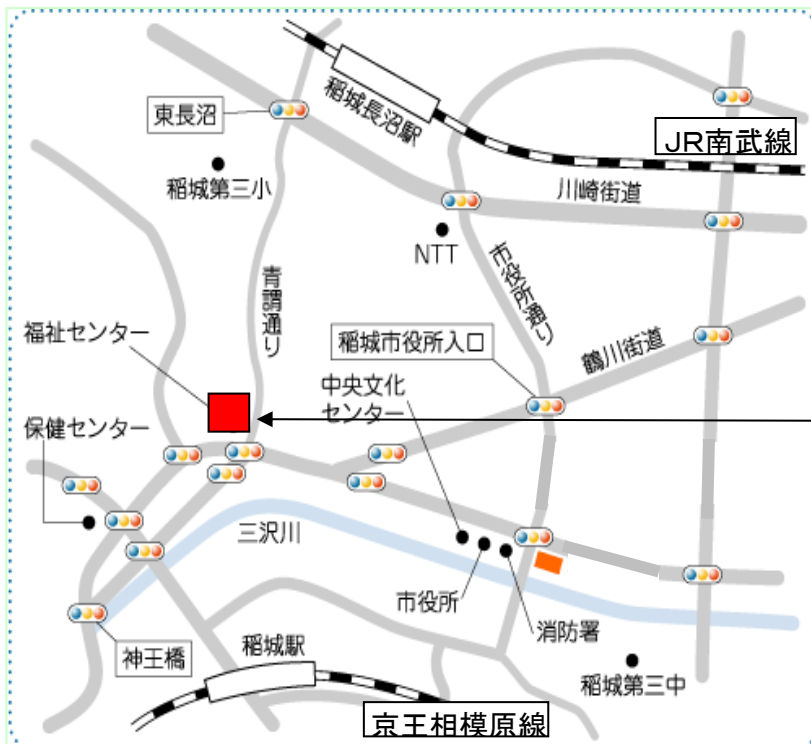 東長沼
稲城長沼駅
JR南武線
稲城第三小
川崎街道
NTT
市役所通り
青謂通り
福祉センター
稲城市役所入口
鶴川街道
中央文化
センター
保健センター
三沢川
市役所
消防署
神王橋
稲城駅
稲城第三中
京王相模原線